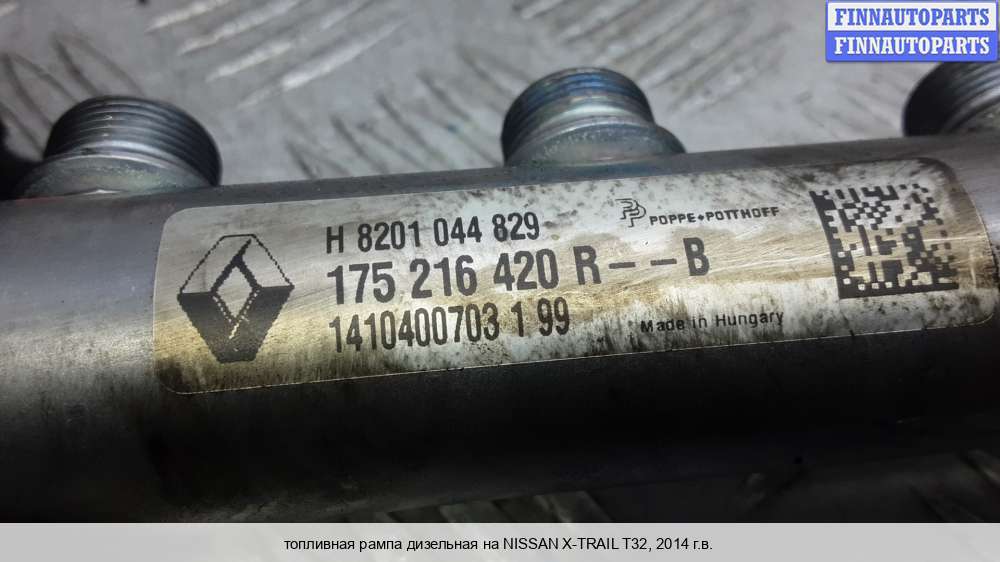 FINNAUTOPARTS
FINNAUTOPARTS
H 8201 044 829
POPPE+POTTHOFF
175 216 420 R--B
1410400703 1 99
Made in Hungary
топливная рампа дизельная на NISSAN X-TRAIL T32, 2014 г.в.